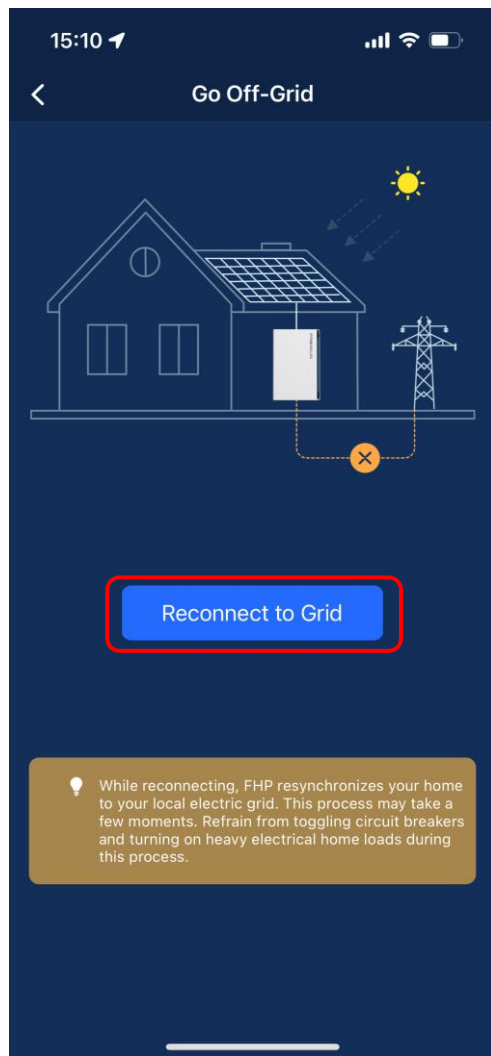 15:10
Go Off-Grid
Reconnect to Grid
While reconnecting, FHP resynchronizes your home
to your local electric grid. This process may take a
few moments. Refrain from toggling circuit breakers
and turning on heavy electrical home loads during
this process.